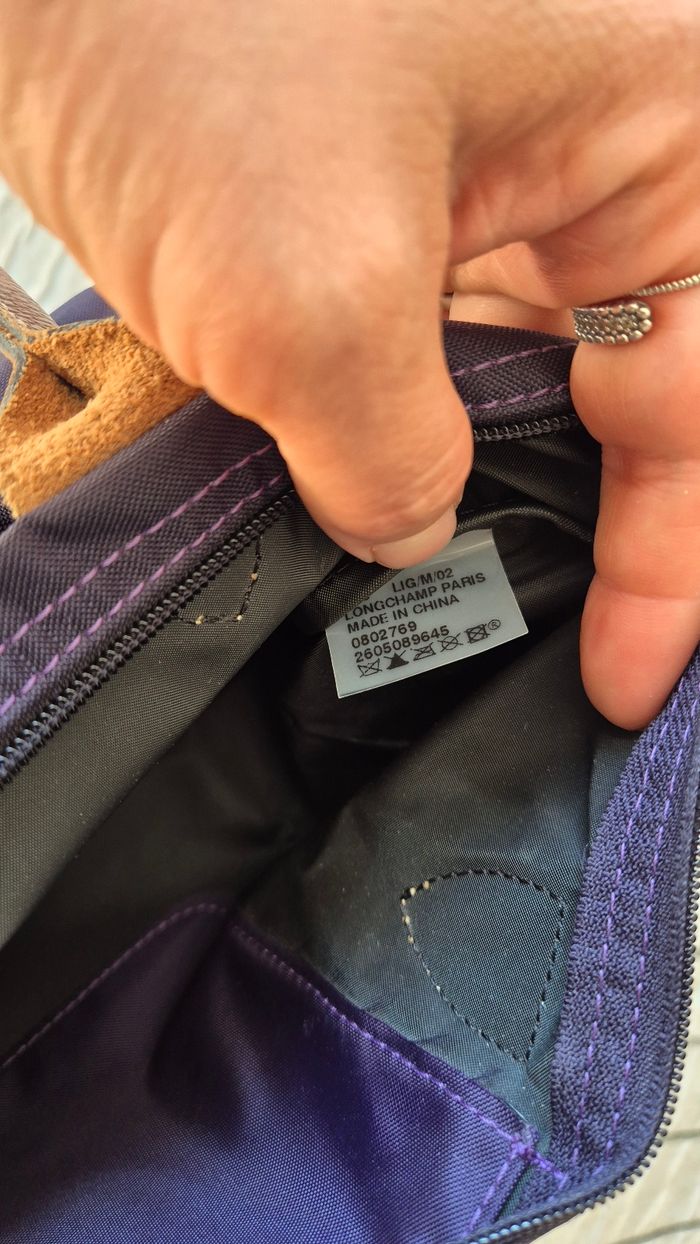 LIG/M/02
LONGCHAMP PARIS
MADE IN CHINA
0802769
2605089645